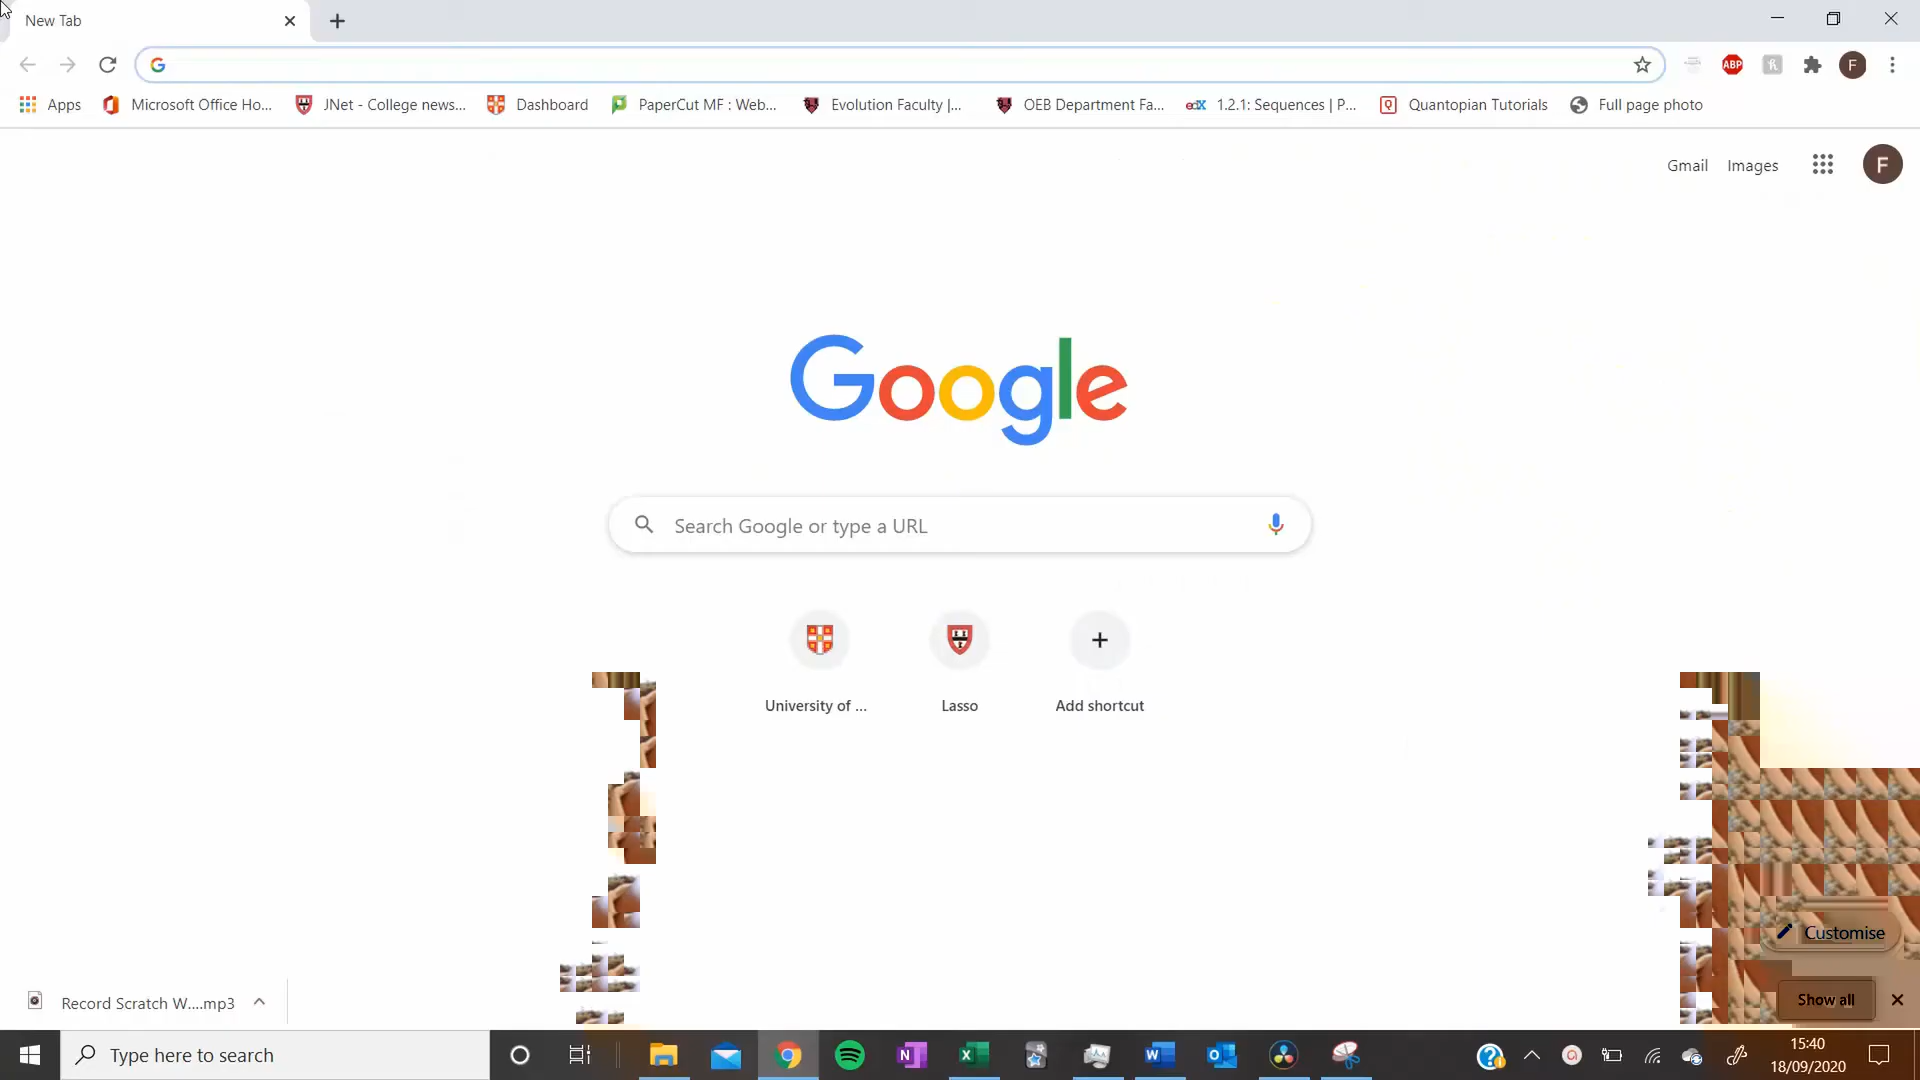 New Tab
Apps Microsoft Office Ho... JNet - College news... Dashboard PaperCut MF : Web... Evolution Faculty |... OEB Department Fa... edX 1.2.1: Sequences | P... Q Quantopian Tutorials Full page photo
ABP
F
Gmail Images F
Google
Search Google or type a URL
University of ... Lasso Add shortcut
Customise
Record Scratch W....mp3 Show all
Type here to search
15:40
18/09/2020